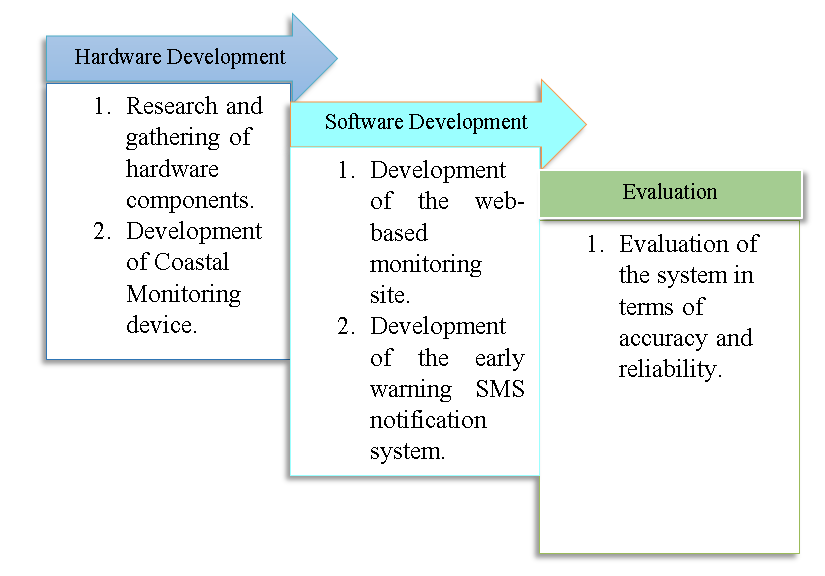 Hardware Development
1. Research and
gathering of
hardware
components.
2. Development
of Coastal
Monitoring
device.
Software Development
1. Development
of the web-
based
monitoring
site.
2. Development
of the early
warning SMS
notification
system.
Evaluation
1. Evaluation of
the system in
terms of
accuracy and
reliability.